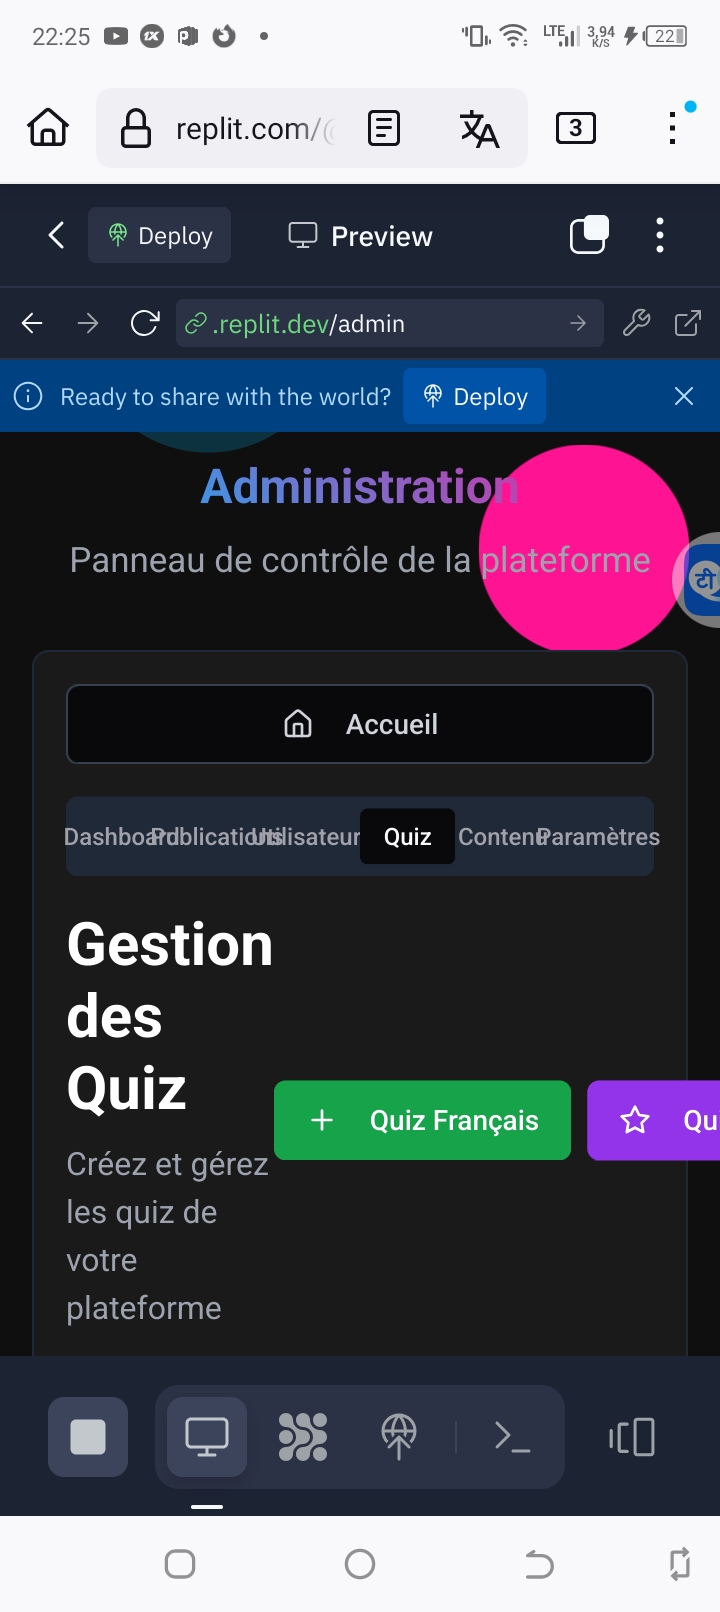 22:25
LTE 3,94 K/S 22
replit.com/(
3
Deploy
Preview
.replit.dev/admin
Ready to share with the world?
Deploy
Administration
Panneau de contrôle de la plateforme
टी
Accueil
Dashboard Publications Utilisateur Quiz Contenu Paramètres
Gestion
des
Quiz
Quiz Français
Qu
Créez et gérez
les quiz de
votre
plateforme